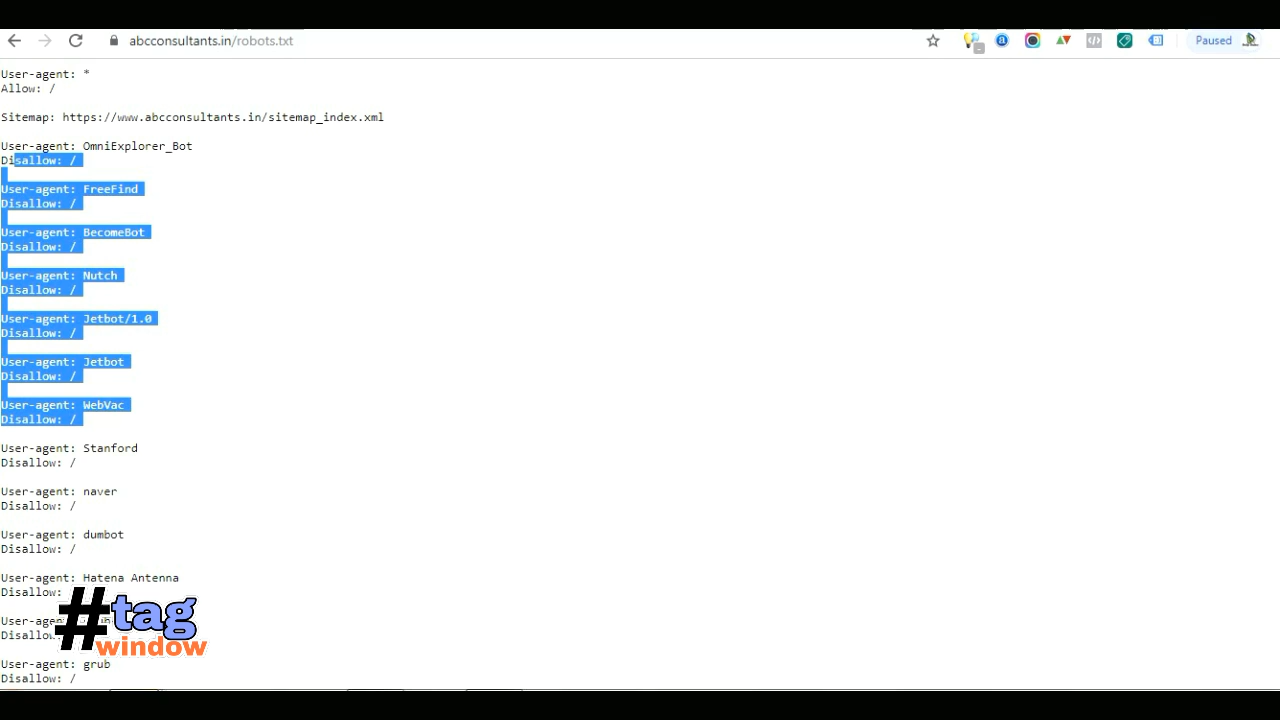 abcconsultants.in/robots.txt
Paused
User-agent: *
Allow: /
Sitemap: https://www.abcconsultants.in/sitemap_index.xml
User-agent: OmniExplorer_Bot
Disallow: /
User-agent: FreeFind
Disallow: /
User-agent: BecomeBot
Disallow: /
User-agent: Nutch
Disallow: /
User-agent: Jetbot/1.0
Disallow: /
User-agent: Jetbot
Disallow: /
User-agent: WebVac
Disallow: /
User-agent: Stanford
Disallow: /
User-agent: naver
Disallow: /
User-agent: dumbot
Disallow: /
User-agent: Hatena Antenna
Disallow:
#tag
window
User-agent: grub
Disallow: /